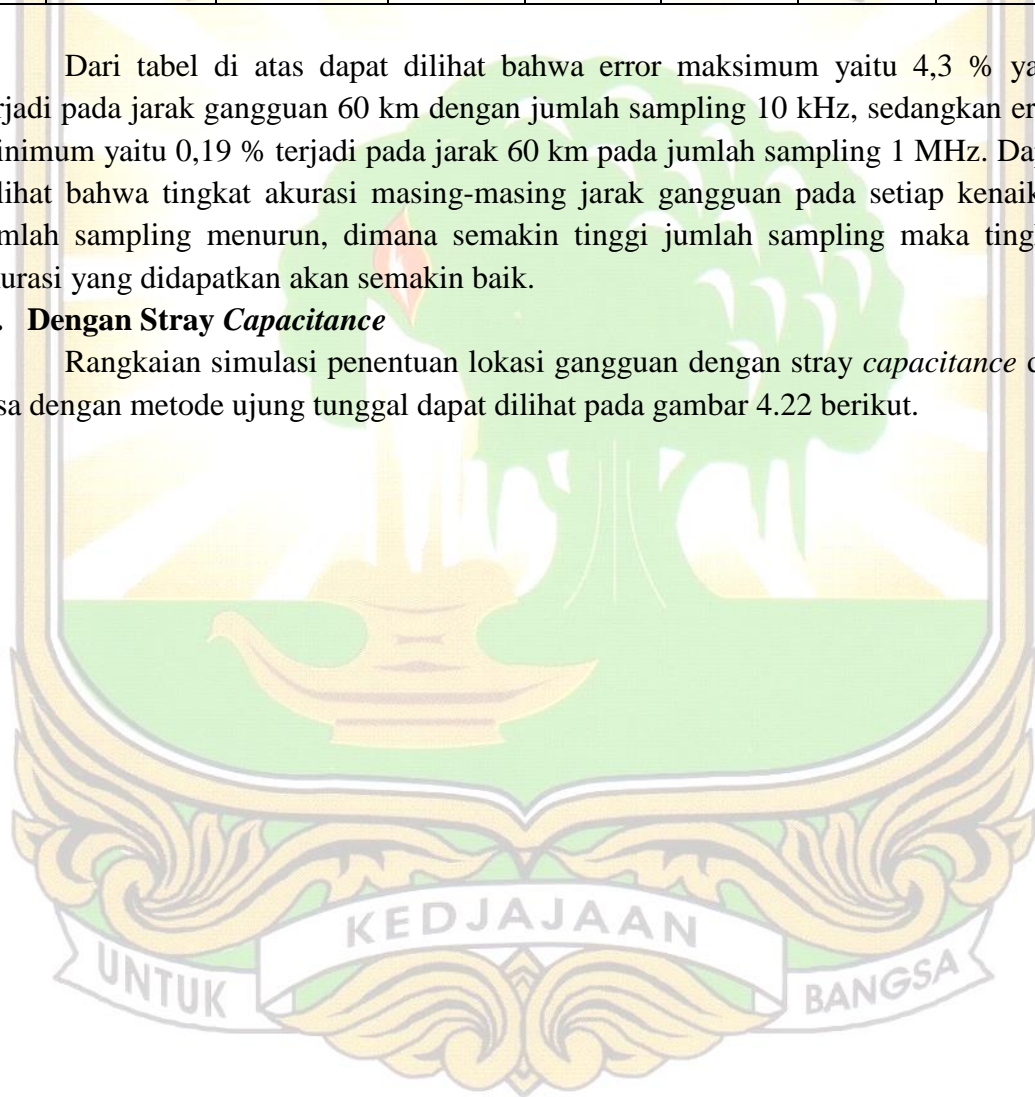 Dari tabel di atas dapat dilihat bahwa error maksimum yaitu 4,3 % ya
rjadi pada jarak gangguan 60 km dengan jumlah sampling 10 kHz, sedangkan er
inimum yaitu 0,19 % terjadi pada jarak 60 km pada jumlah sampling 1 MHz. Dap
lihat bahwa tingkat akurasi masing-masing jarak gangguan pada setiap kenaik
mlah sampling menurun, dimana semakin tinggi jumlah sampling maka tingk
urasi yang didapatkan akan semakin baik.
. Dengan Stray Capacitance
Rangkaian simulasi penentuan lokasi gangguan dengan stray capacitance
sa dengan metode ujung tunggal dapat dilihat pada gambar 4.22 berikut.
UNTUK KEDJAJAAN BANGSA